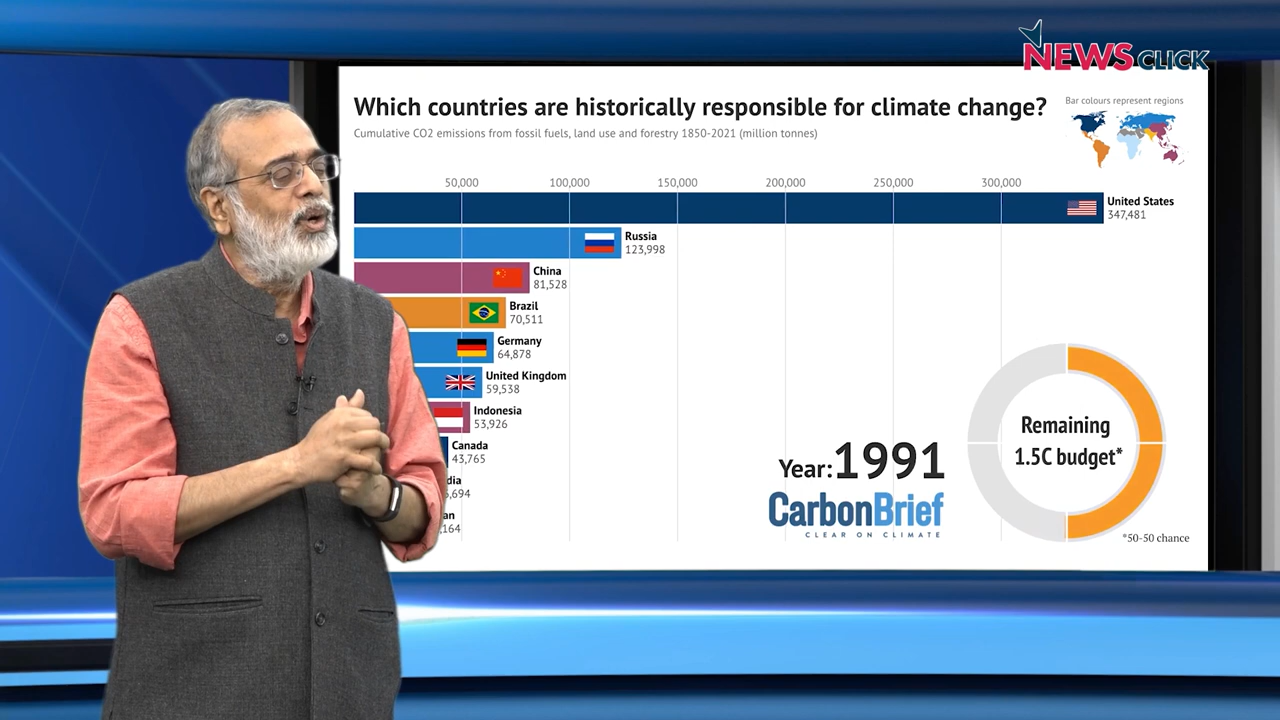 NEWSCLICK
Which countries are historically responsible for climate change?
Cumulative CO2 emissions from fossil fuels, land use and forestry 1850-2021 (million tonnes)
Bar colours represent regions
50,000 100,000 150,000 200,000 250,000 300,000
United States
347,481
Russia
123,998
China
81,528
Brazil
70,511
Germany
64,878
United Kingdom
59,538
Indonesia
53,926
Canada
43,765
dia
,694
an
,164
Year:1991
CarbonBrief
CLEAR ON CLIMATE
Remaining
1.5C budget*
*50-50 chance